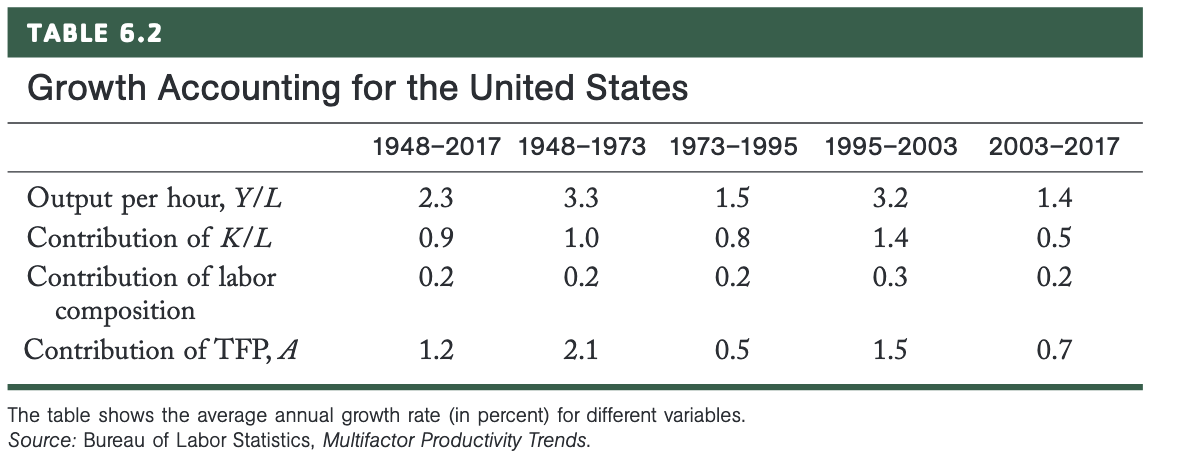 TABLE 6.2
Growth Accounting for the United States
1948–2017 1948–1973 1973–1995 1995–2003 2003–2017
Output per hour, Y/L 2.3 3.3 1.5 3.2 1.4
Contribution of K/L 0.9 1.0 0.8 1.4 0.5
Contribution of labor 0.2 0.2 0.2 0.3 0.2
composition
Contribution of TFP, A 1.2 2.1 0.5 1.5 0.7
The table shows the average annual growth rate (in percent) for different variables.
Source: Bureau of Labor Statistics, Multifactor Productivity Trends.